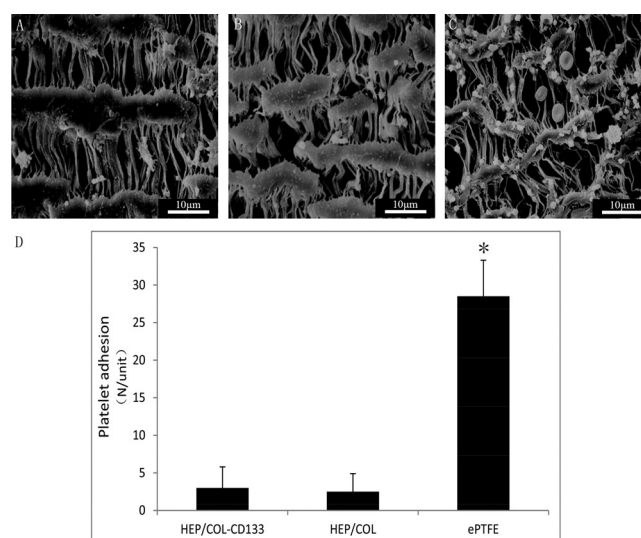 A
B
C
10μm
10μm
10μm
D
35
30
25
20
15
10
5
0
Platelet adhesion
（N/unit）
*
HEP/COL-CD133
HEP/COL
ePTFE